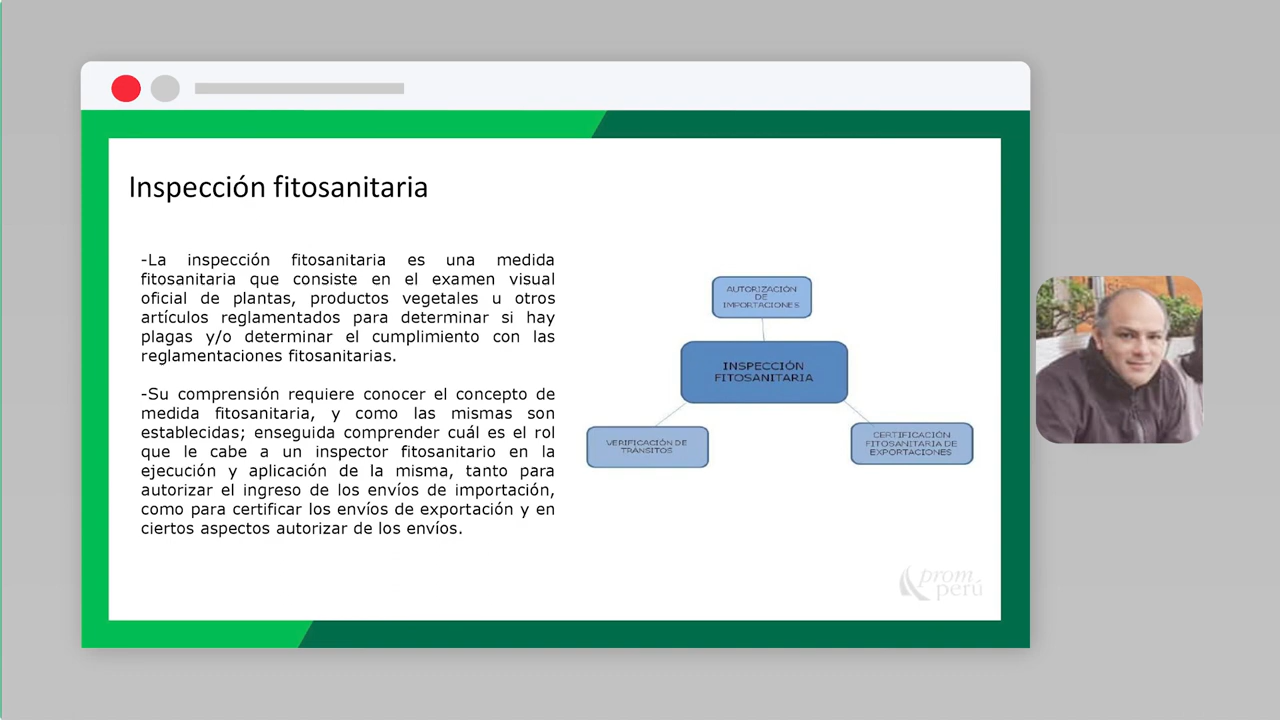 Inspección fitosanitaria
-La inspección fitosanitaria es una medida
fitosanitaria que consiste en el examen visual
oficial de plantas, productos vegetales u otros
artículos reglamentados para determinar si hay
plagas y/o determinar el cumplimiento con las
reglamentaciones fitosanitarias.
-Su comprensión requiere conocer el concepto de
medida fitosanitaria, y como las mismas son
establecidas; enseguida comprender cuál es el rol
que le cabe a un inspector fitosanitario en la
ejecución y aplicación de la misma, tanto para
autorizar el ingreso de los envíos de importación,
como para certificar los envíos de exportación y en
ciertos aspectos autorizar de los envíos.
AUTORIZACIÓN
DE
IMPORTACIONES
INSPECCIÓN
FITOSANITARIA
VERIFICACIÓN DE
TRÁNSITOS
CERTIFICACIÓN
FITOSANITARIA DE
EXPORTACIONES
prom
perú